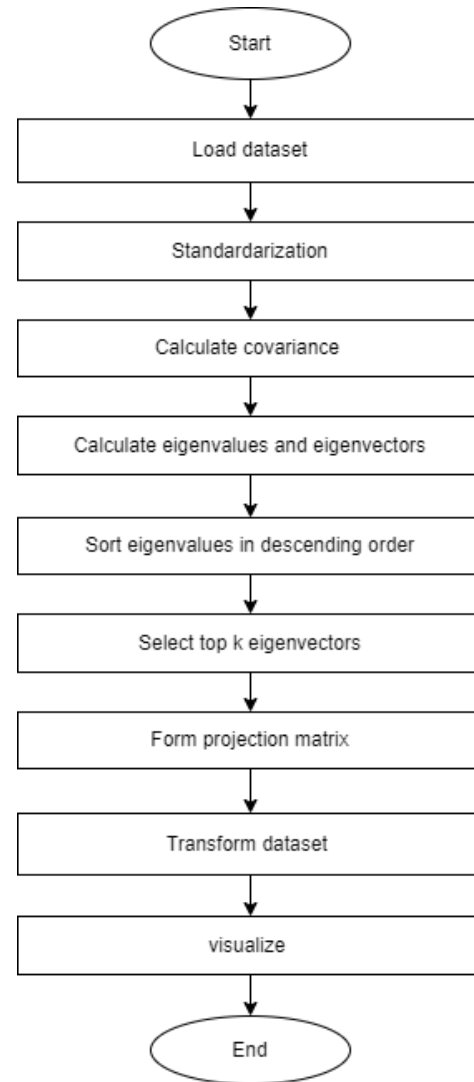 Start
Load dataset
Standardarization
Calculate covariance
Calculate eigenvalues and eigenvectors
Sort eigenvalues in descending order
Select top k eigenvectors
Form projection matrix
Transform dataset
visualize
End